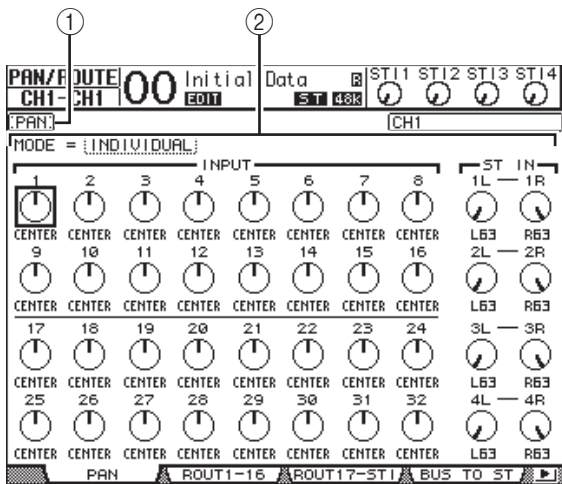 1 2
PAN/ROUTE 00 Initial Data R ST11 ST12 ST13 ST14
CH1-CH1 EDIT ST 48k
PAN CH1
MODE = INDIVIDUAL
INPUT ST IN
1 2 3 4 5 6 7 8 1L — 1R
CENTER CENTER CENTER CENTER CENTER CENTER CENTER CENTER L63 R63
9 10 11 12 13 14 15 16 2L — 2R
CENTER CENTER CENTER CENTER CENTER CENTER CENTER CENTER L63 R63
17 18 19 20 21 22 23 24 3L — 3R
CENTER CENTER CENTER CENTER CENTER CENTER CENTER CENTER L63 R63
25 26 27 28 29 30 31 32 4L — 4R
CENTER CENTER CENTER CENTER CENTER CENTER CENTER CENTER L63 R63
PAN ROUT1-16 ROUT17-STI BUS TO ST